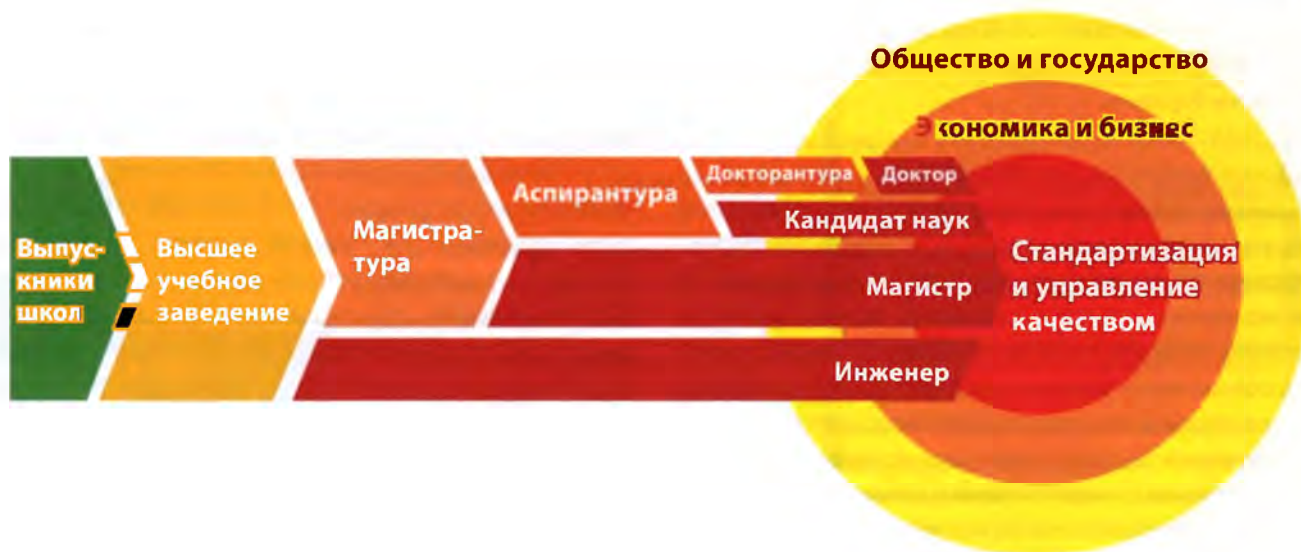 Общество и государство
Экономика и бизнес
Выпус-
кники
школ
Высшее
учебное
заведение
Магистра-
тура
Аспирантура
Докторантура
Доктор
Кандидат наук
Магистр
Инженер
Стандартизация
и управление
качеством